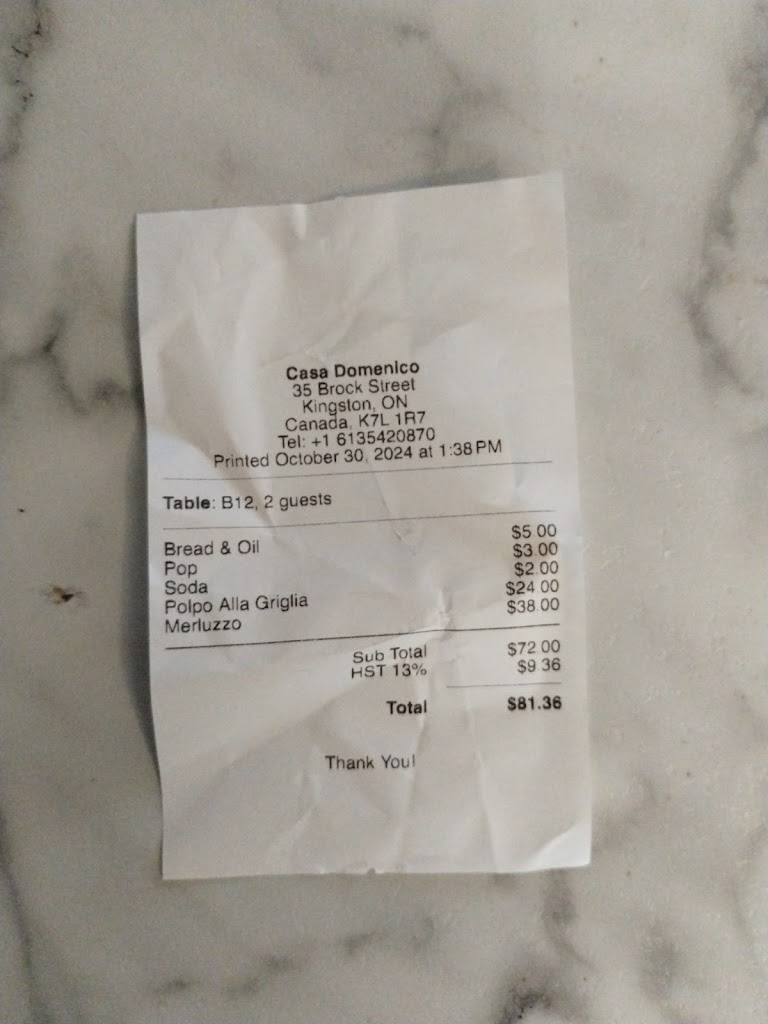 Casa Domenico
35 Brock Street
Kingston, ON
Canada, K7L 1R7
Tel: +1 6135420870
Printed October 30, 2024 at 1:38 PM
Table: B12, 2 guests
Bread & Oil $5.00
Pop $3.00
Soda $2.00
Polpo Alla Griglia $24.00
Merluzzo $38.00
Sub Total $72.00
HST 13% $9.36
Total $81.36
Thank You!